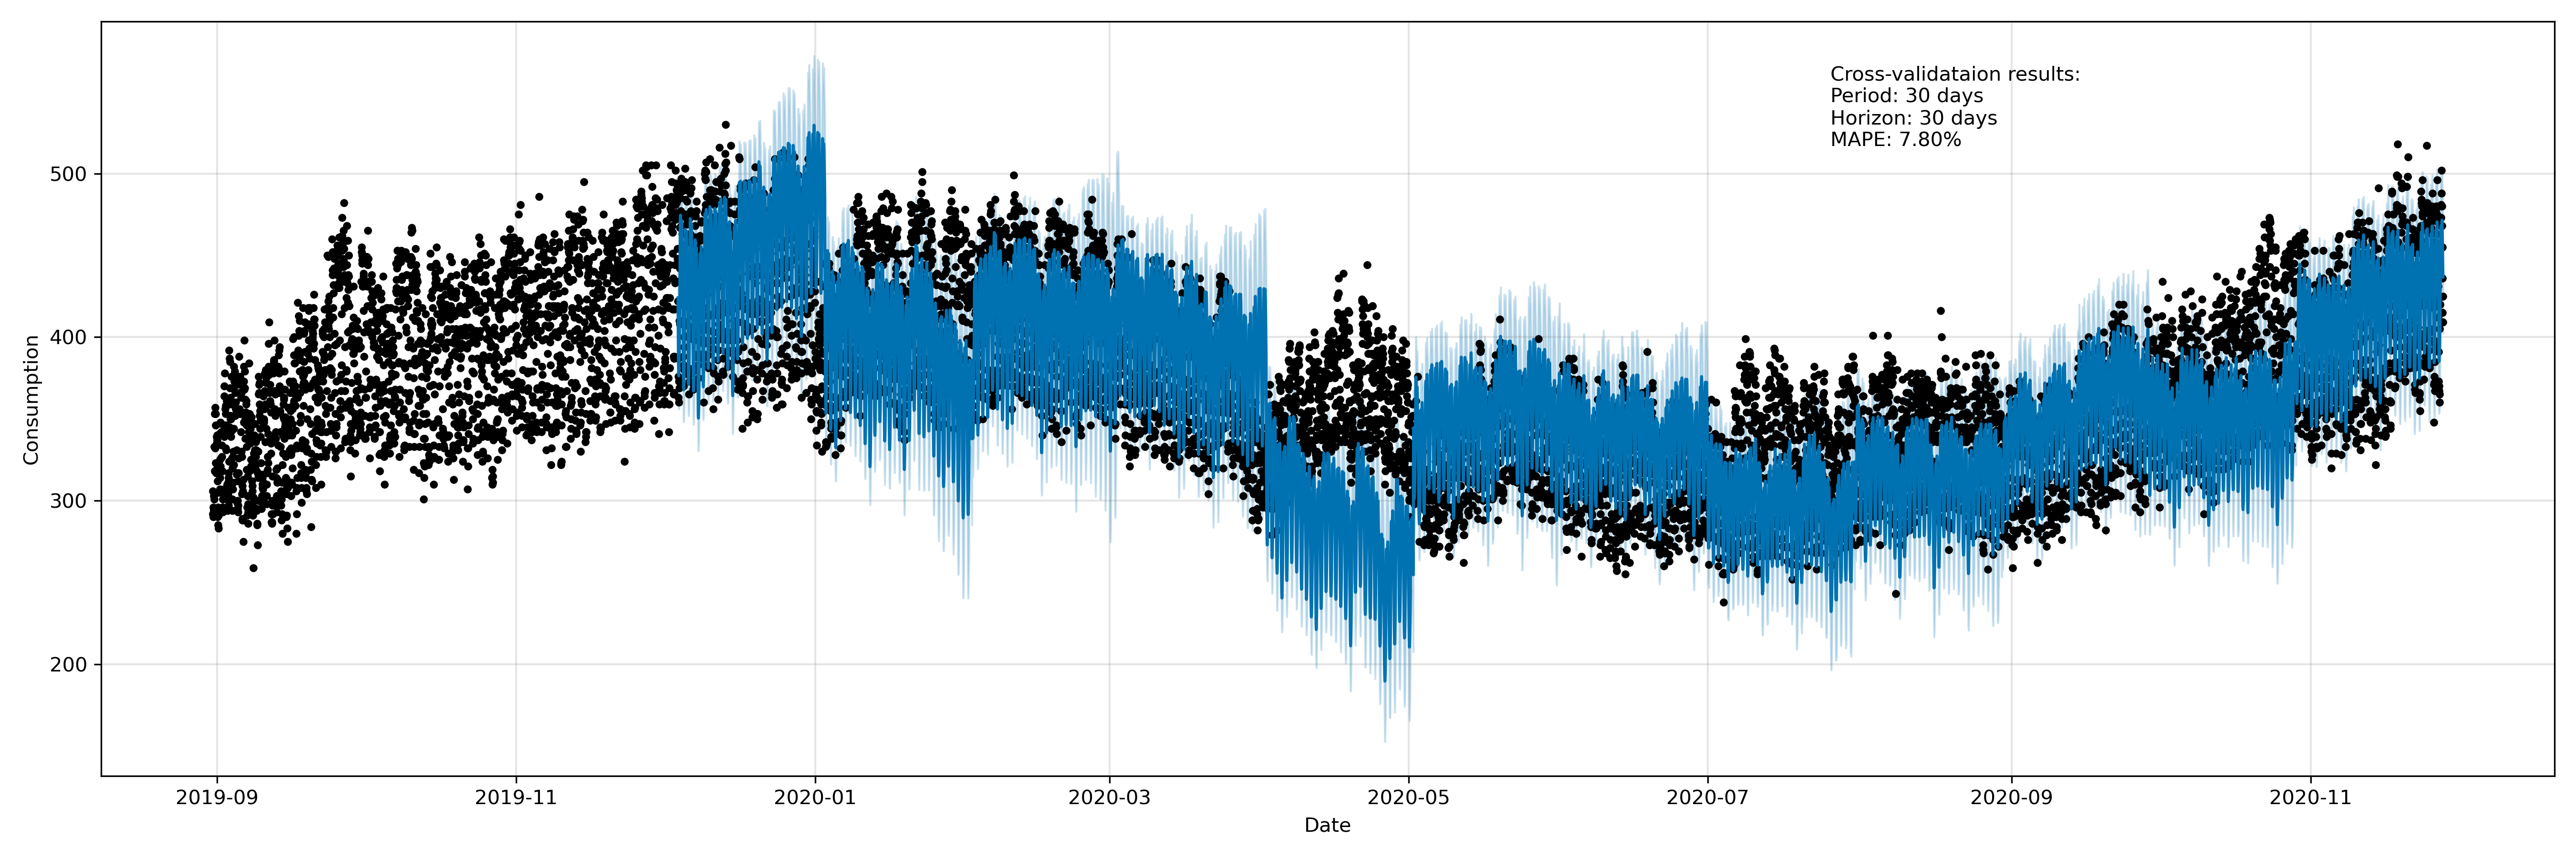 Cross-validataion results:
Period: 30 days
Horizon: 30 days
MAPE: 7.80%
500
400
300
200
Consumption
2019-09
2019-11
2020-01
2020-03
2020-05
2020-07
2020-09
2020-11
Date